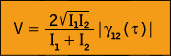 V = 2√I₁I₂ / I₁ + I₂ |γ₁₂(τ)|